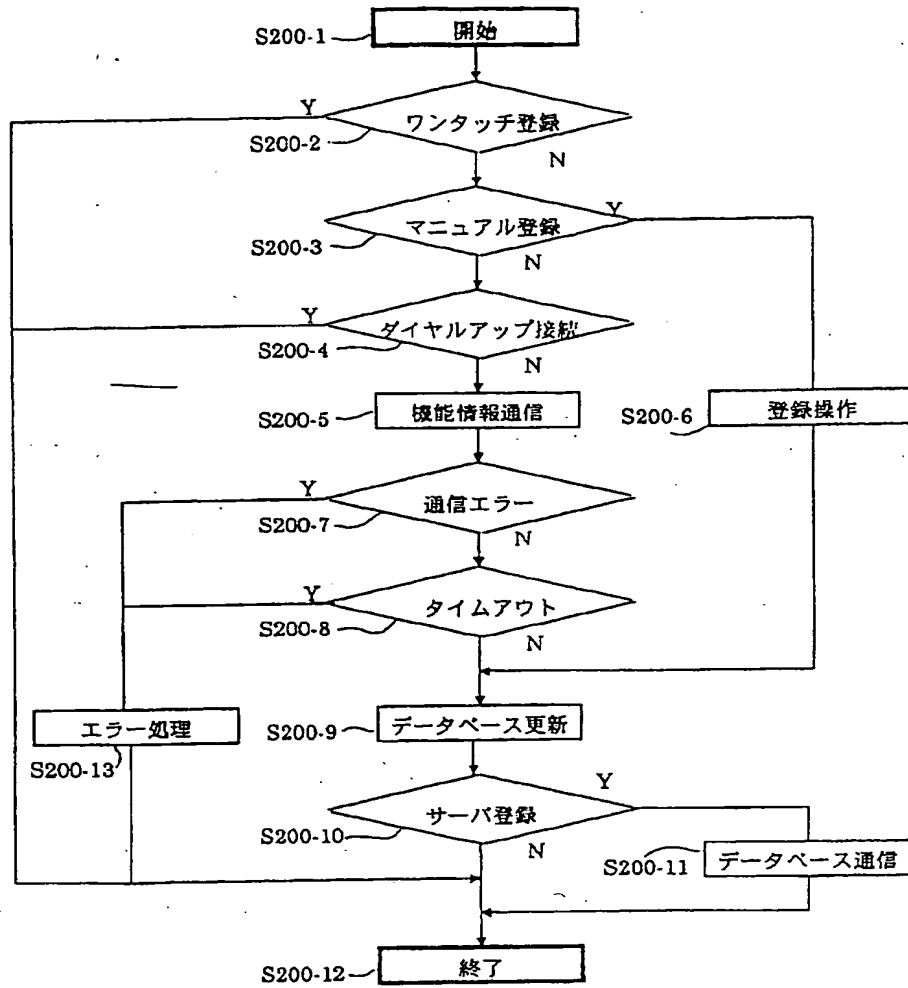 S200-1 開始
Y ワンタッチ登録
S200-2 N
マニュアル登録 Y
S200-3 N
Y ダイヤルアップ接続
S200-4 N
S200-5 機能情報通信
S200-6 登録操作
Y 通信エラー
S200-7 N
Y タイムアウト
S200-8 N
エラー処理
S200-13
S200-9 データベース更新
サーバ登録 Y
S200-10 N
S200-11 データベース通信
S200-12 終了